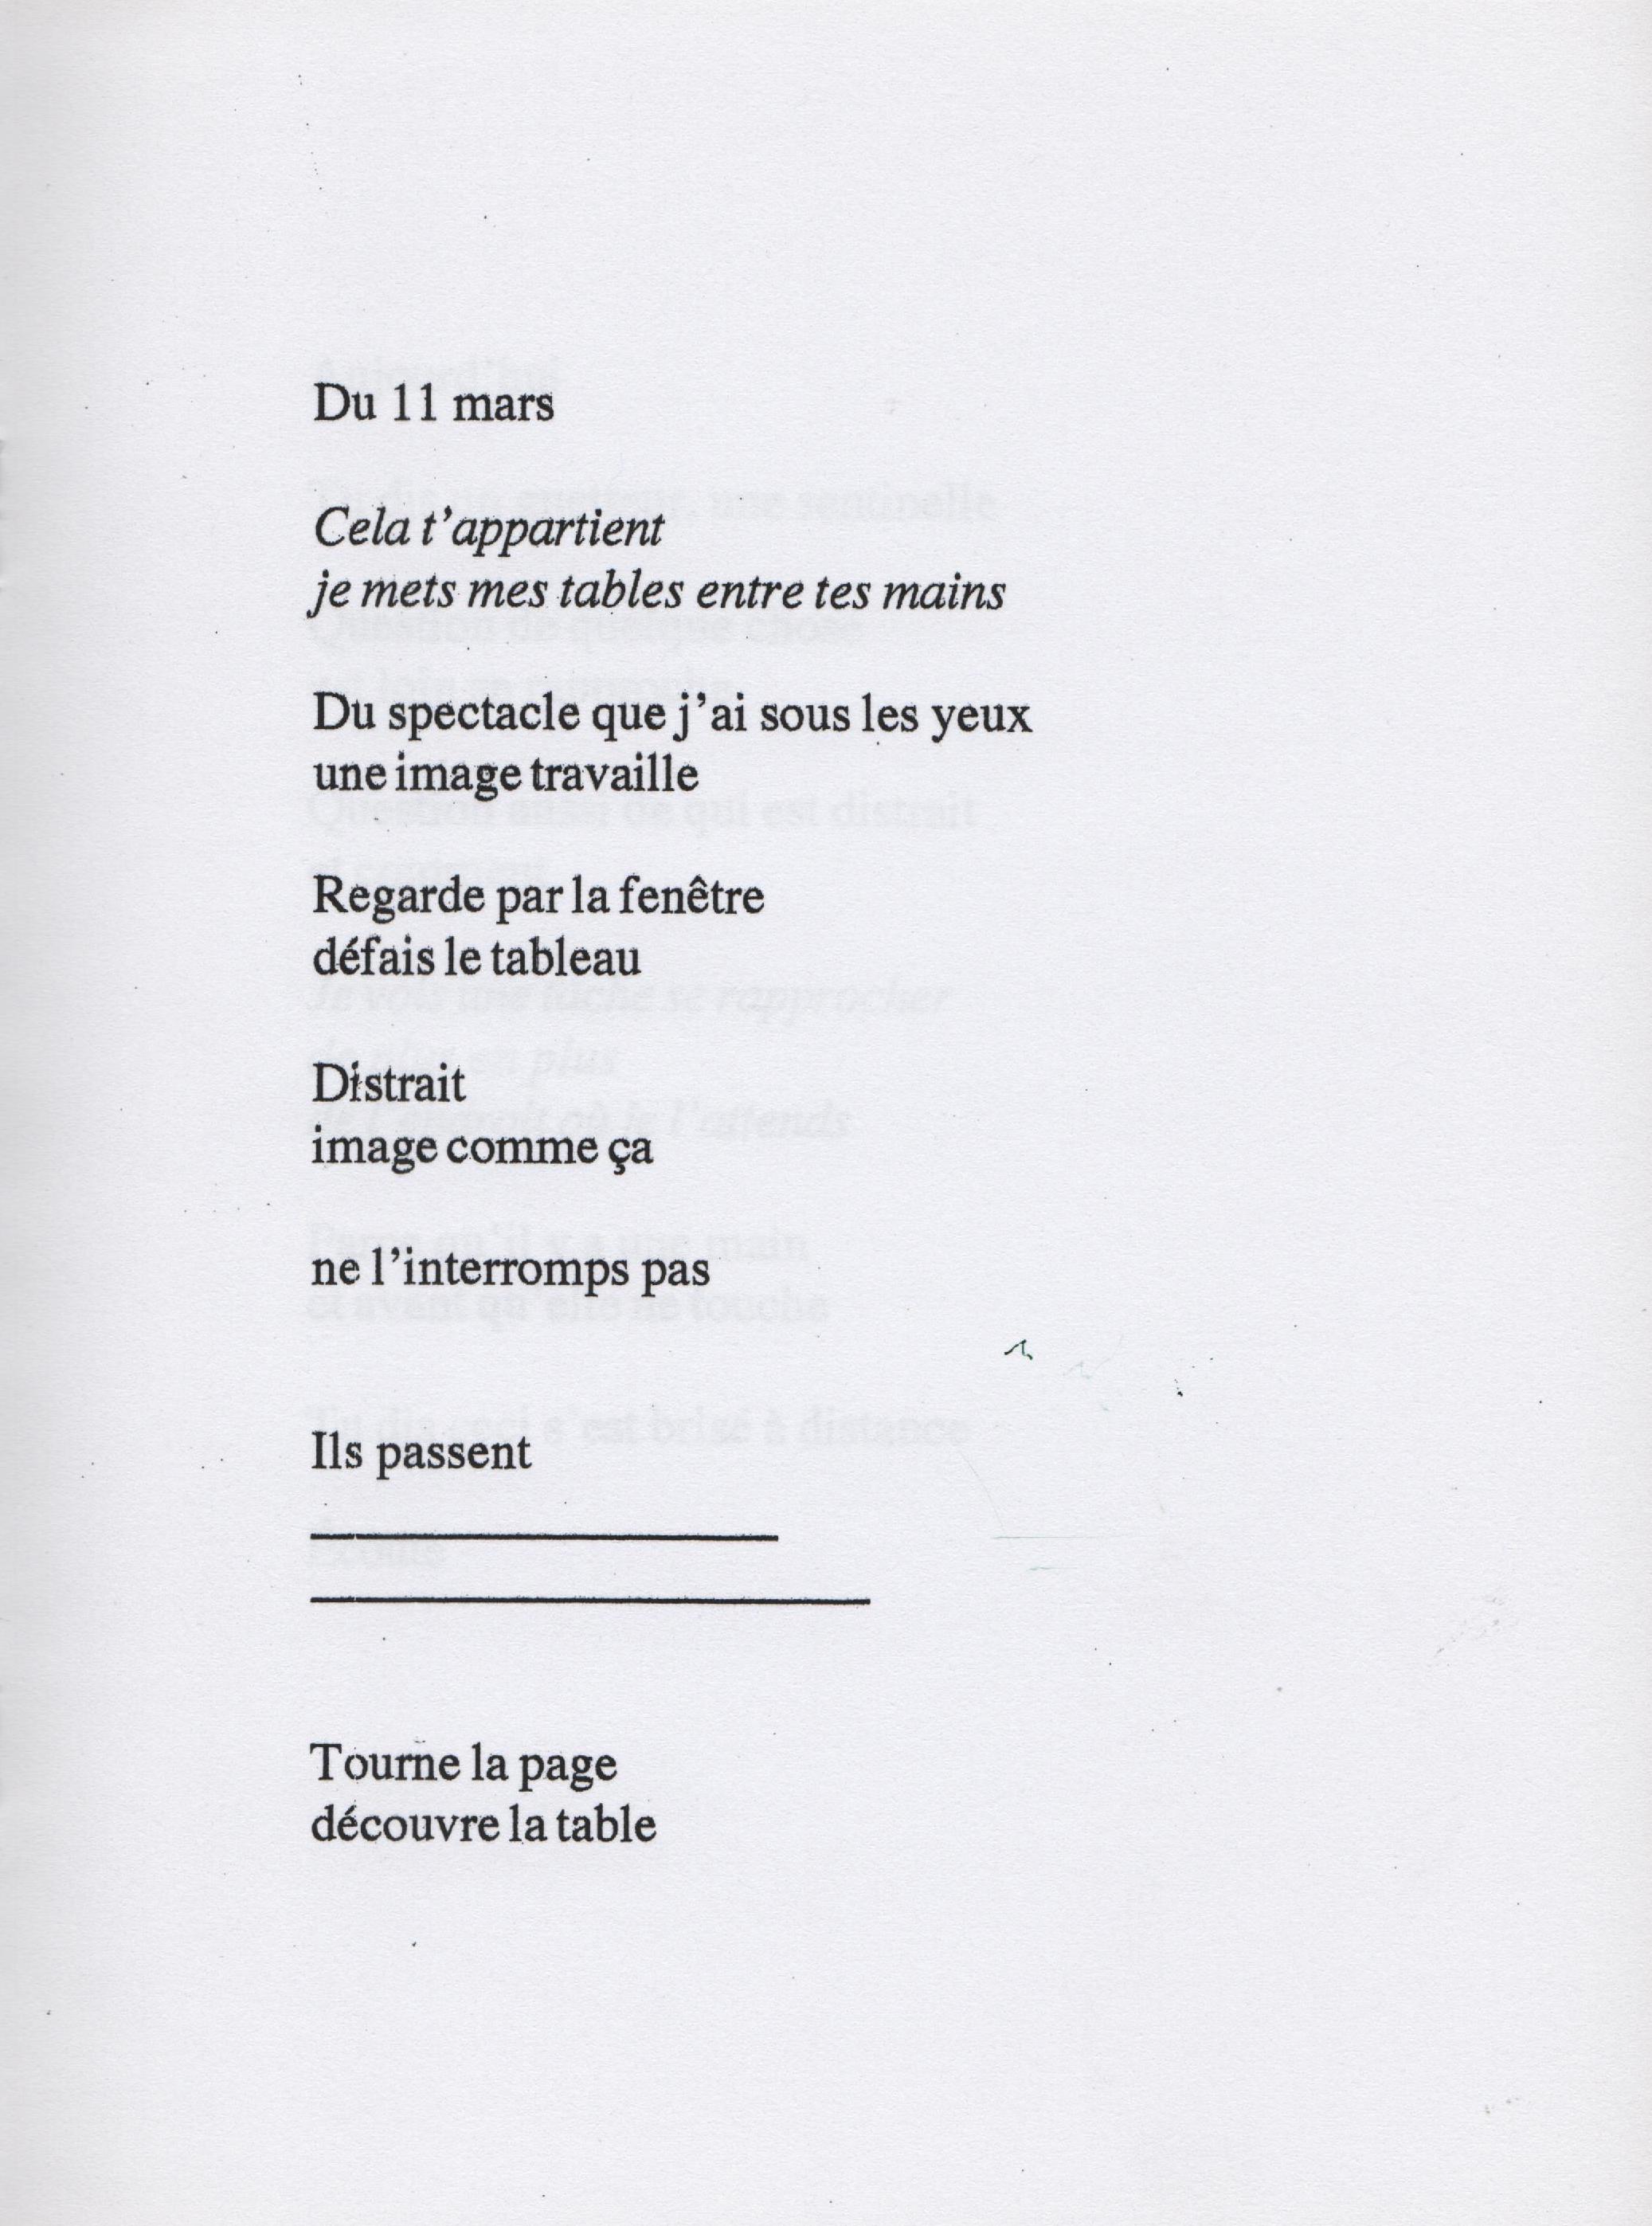 Du 11 mars
Cela t'appartient
je mets mes tables entre tes mains
Du spectacle que j'ai sous les yeux
une image travaille
Regarde par la fenêtre
défais le tableau
Distrait
image comme ça
ne l'interromps pas
Ils passent
Tourne la page
découvre la table